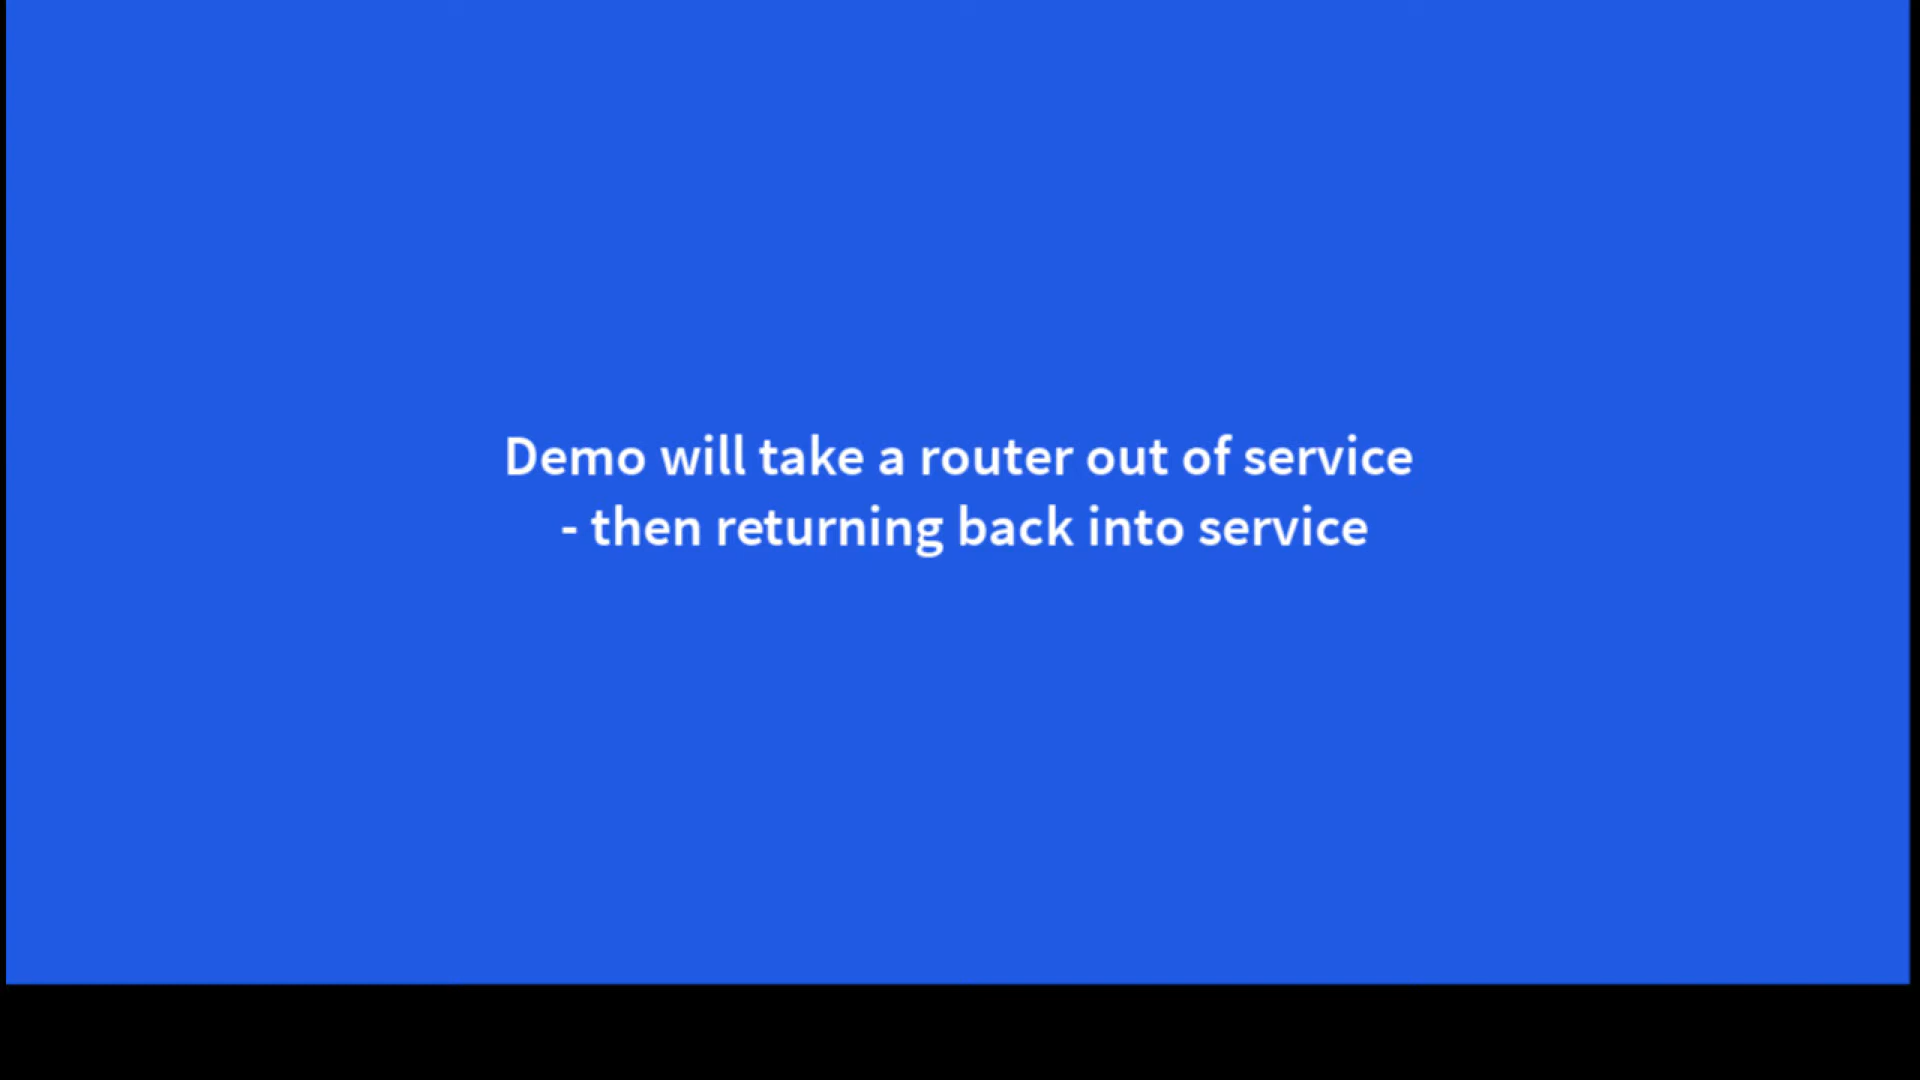 Demo will take a router out of service
- then returning back into service